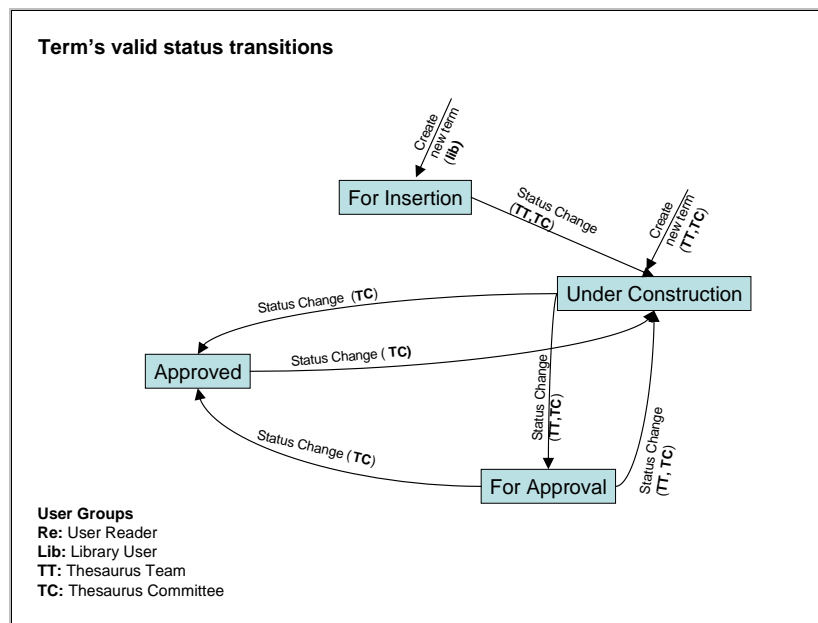 Term's valid status transitions
Create
new term
(lib)
For Insertion
Status Change
(TT,TC)
Create
new term
(TT,TC)
Under Construction
Status Change (TC)
Approved
Status Change ( TC)
Status Change
(TT,TC)
Status Change
(TT, TC)
Status Change (TC)
For Approval
User Groups
Re: User Reader
Lib: Library User
TT: Thesaurus Team
TC: Thesaurus Committee